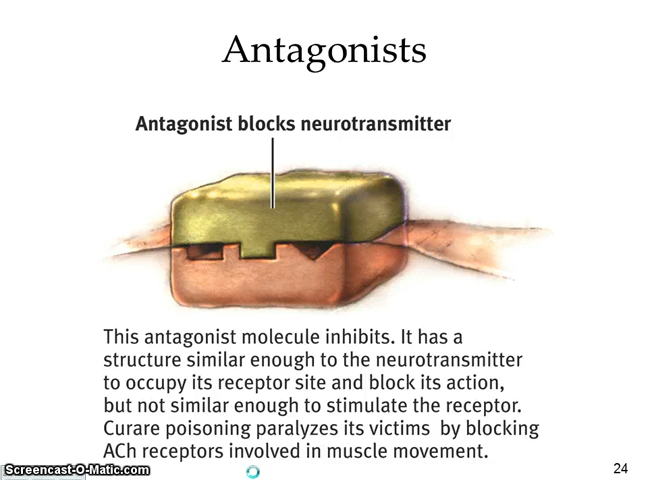 Antagonists
Antagonist blocks neurotransmitter
This antagonist molecule inhibits. It has a
structure similar enough to the neurotransmitter
to occupy its receptor site and block its action,
but not similar enough to stimulate the receptor.
Curare poisoning paralyzes its victims by blocking
ACh receptors involved in muscle movement.
Screencast-O-Matic.com
24